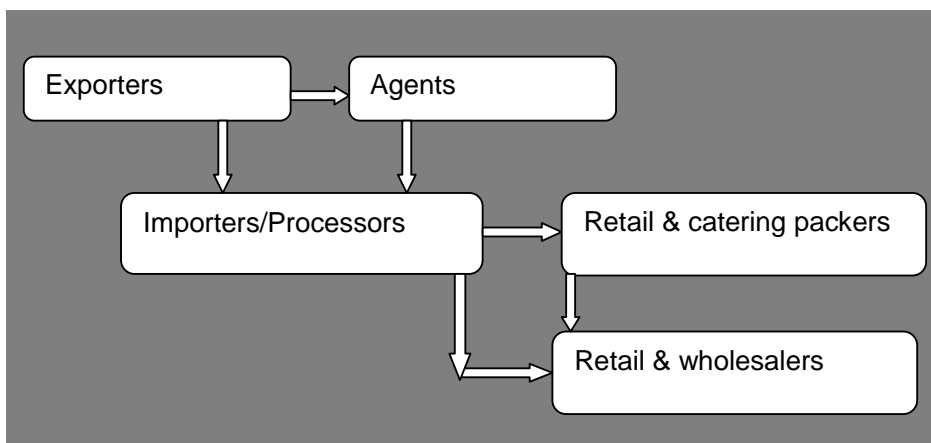 Exporters
Agents
Importers/Processors
Retail & catering packers
Retail & wholesalers